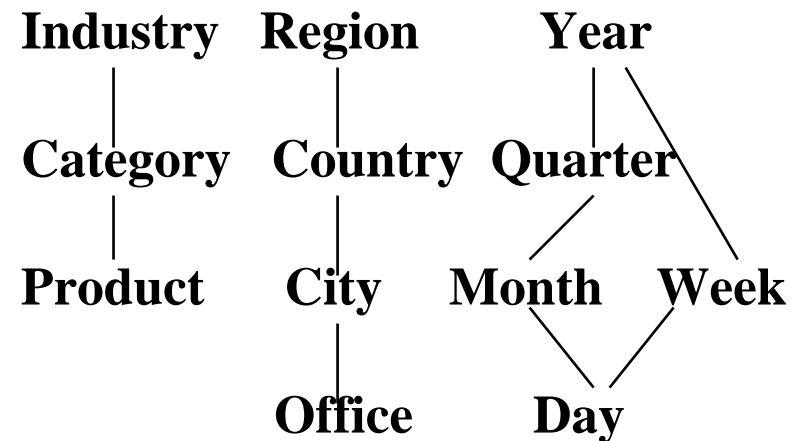 Industry Region Year
Category Country Quarter
Product City Month Week
Office Day